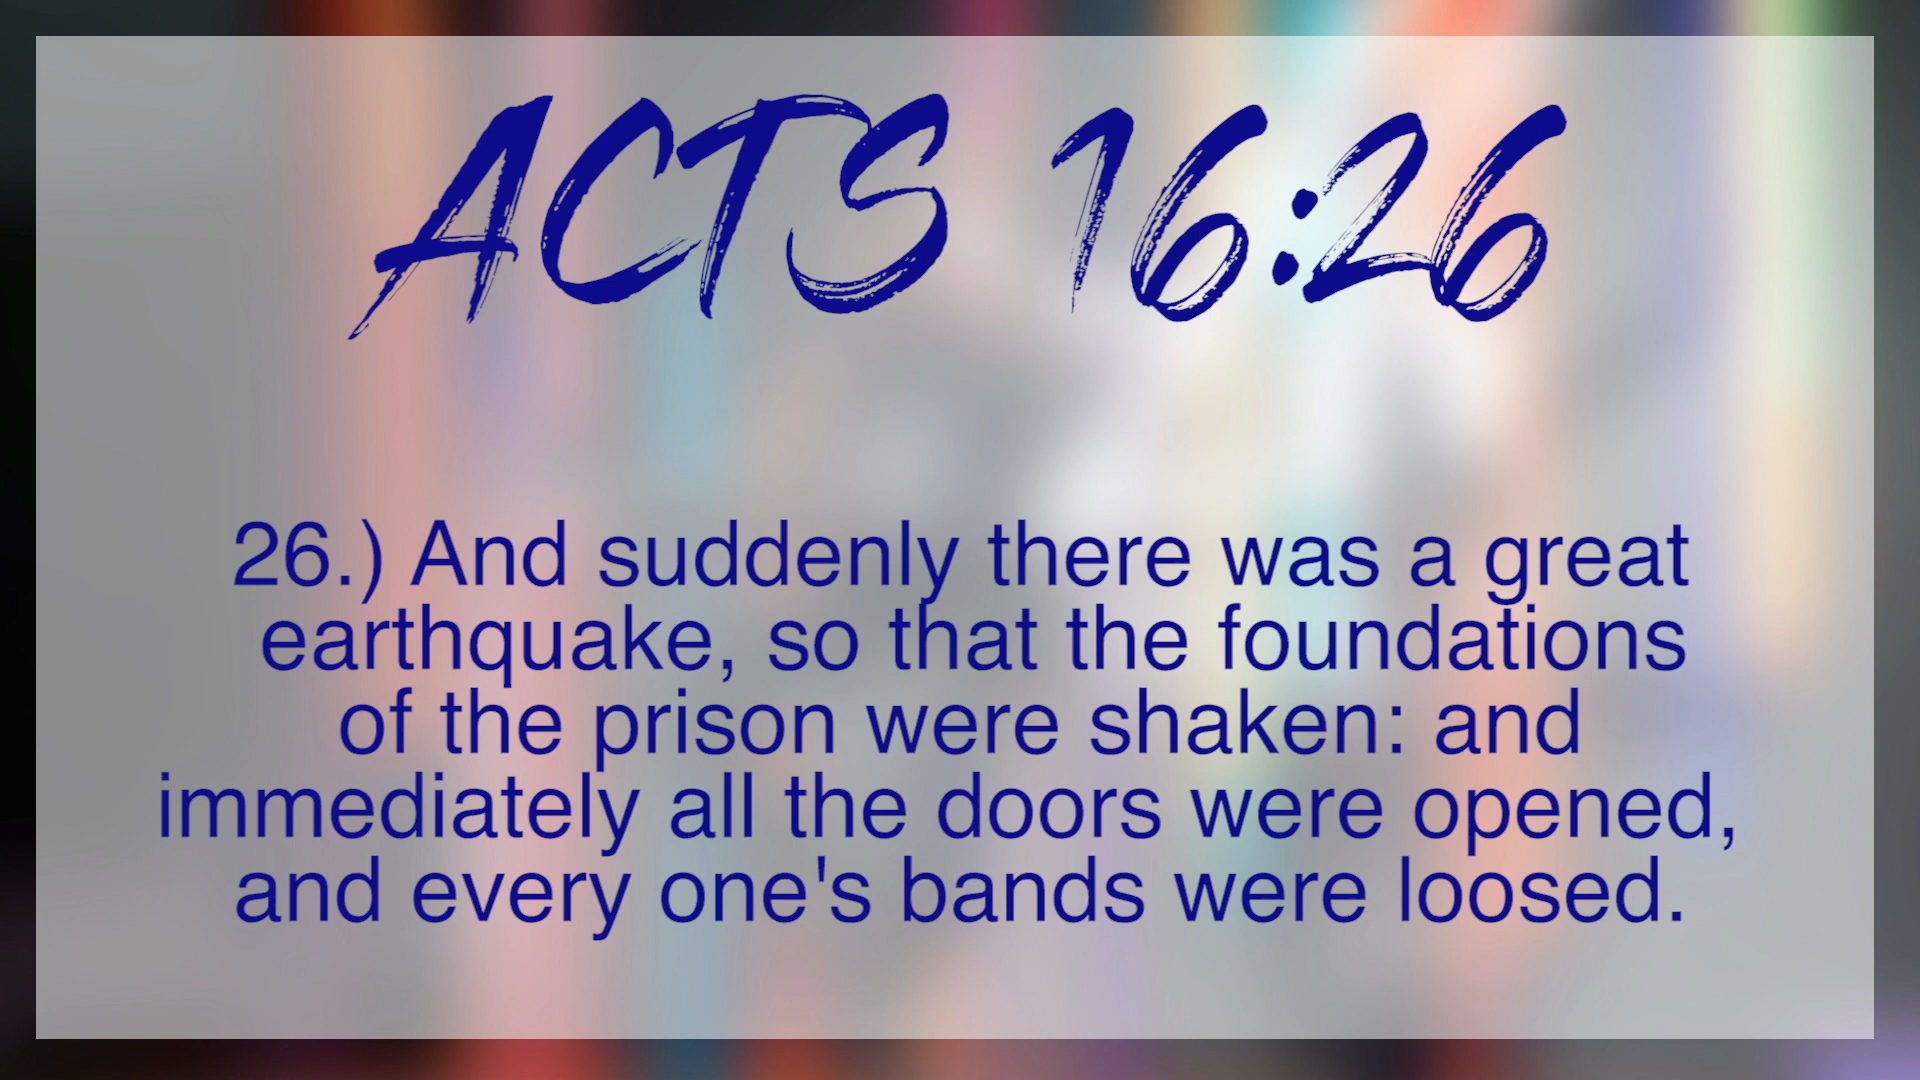 ACTS 16:26
26.) And suddenly there was a great
earthquake, so that the foundations
of the prison were shaken: and
immediately all the doors were opened,
and every one's bands were loosed.